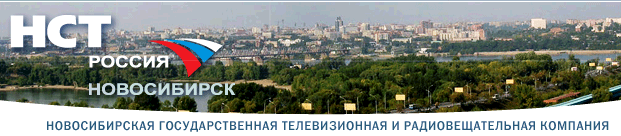 НСТ
РОССИЯ
НОВОСИБИРСК
НОВОСИБИРСКАЯ ГОСУДАРСТВЕННАЯ ТЕЛЕВИЗИОННАЯ И РАДИОВЕЩАТЕЛЬНАЯ КОМПАНИЯ